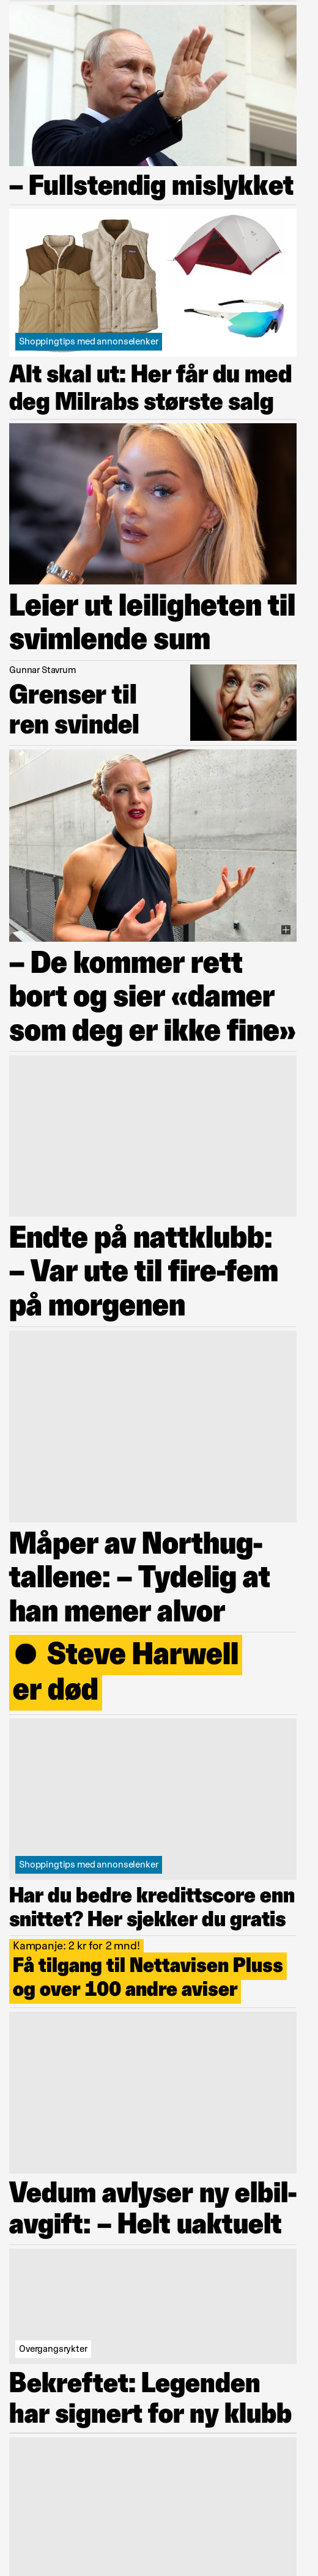 – Fullstendig mislykket
Shoppingtips med annonselenker
Alt skal ut: Her får du med
deg Milrabs største salg
Leier ut leiligheten til
svimlende sum
Gunnar Stavrum
Grenser til
ren svindel
– De kommer rett
bort og sier «damer
som deg er ikke fine»
Endte på nattklubb:
– Var ute til fire-fem
på morgenen
Måper av Northug-
tallene: – Tydelig at
han mener alvor
● Steve Harwell
er død
Shoppingtips med annonselenker
Har du bedre kredittscore enn
snittet? Her sjekker du gratis
Kampanje: 2 kr for 2 mnd!
Få tilgang til Nettavisen Pluss
og over 100 andre aviser
Vedum avlyser ny elbil-
avgift: – Helt uaktuelt
Overgangsrykter
Bekreftet: Legenden
har signert for ny klubb